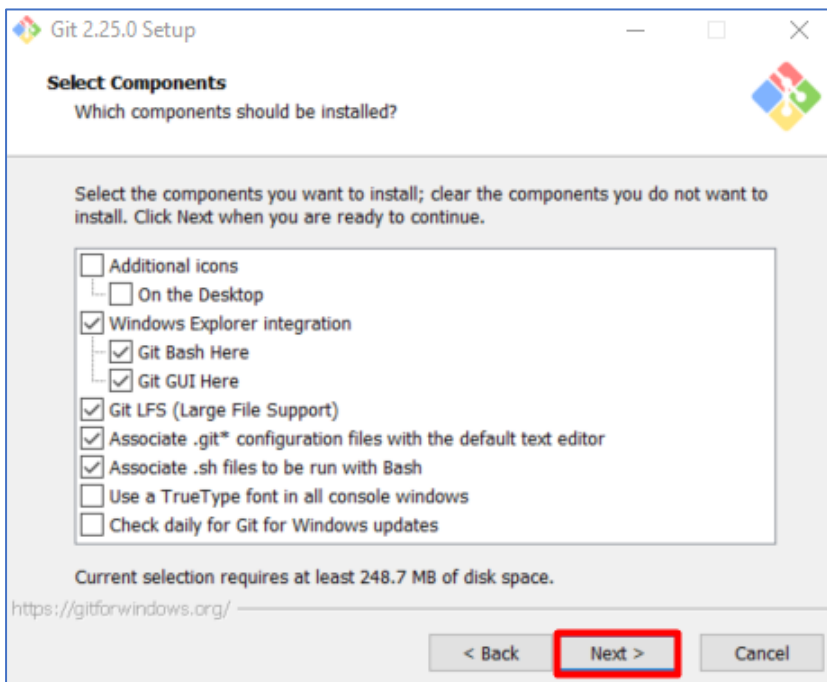 Git 2.25.0 Setup
Select Components
Which components should be installed?
Select the components you want to install; clear the components you do not want to
install. Click Next when you are ready to continue.
Additional icons
On the Desktop
Windows Explorer integration
Git Bash Here
Git GUI Here
Git LFS (Large File Support)
Associate .git* configuration files with the default text editor
Associate .sh files to be run with Bash
Use a TrueType font in all console windows
Check daily for Git for Windows updates
Current selection requires at least 248.7 MB of disk space.
https://gitforwindows.org/
< Back Next > Cancel